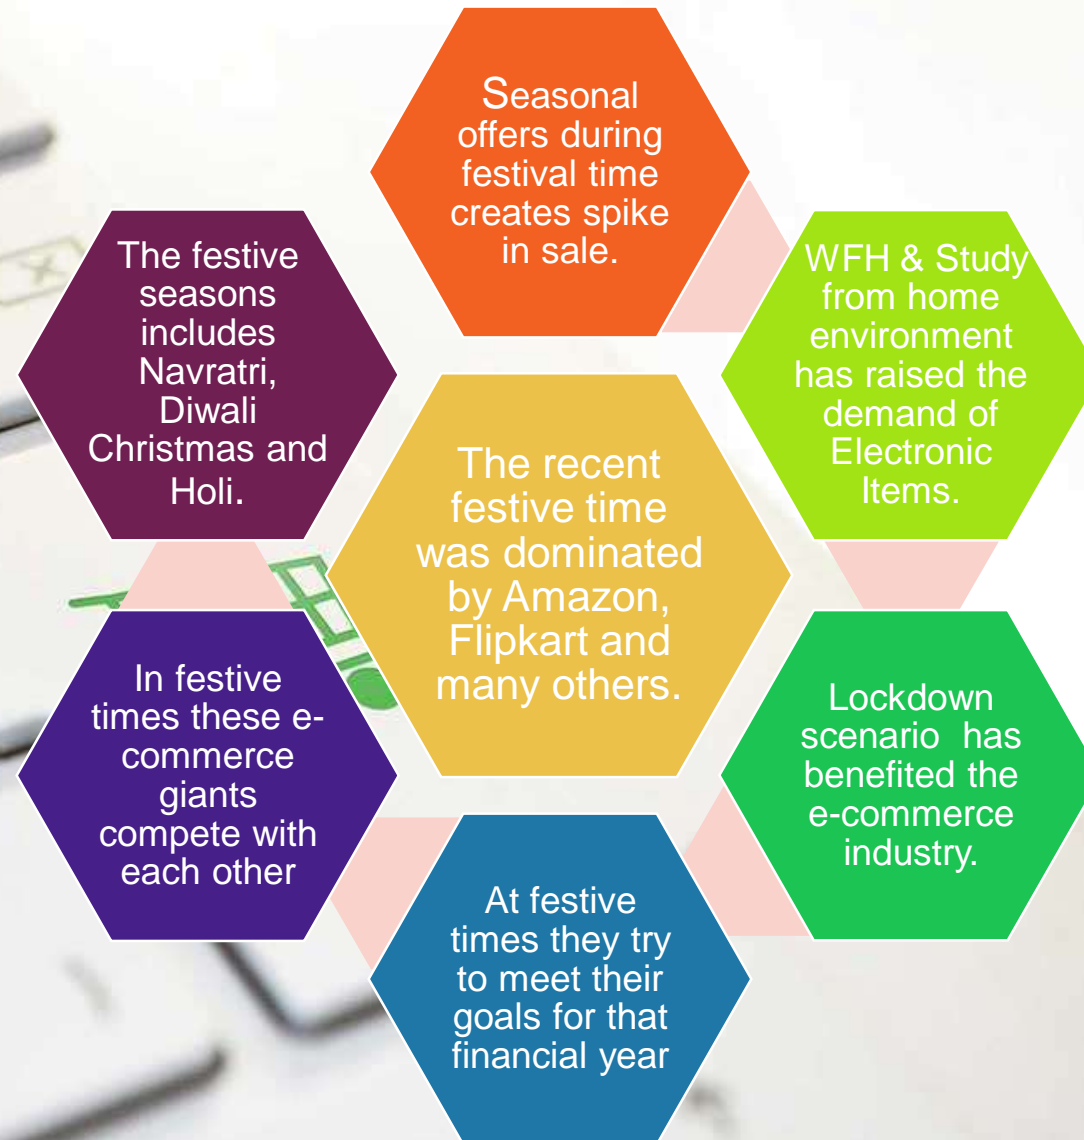 Seasonal
offers during
festival time
creates spike
in sale.
The festive
seasons
includes
Navratri,
Diwali
Christmas and
Holi.
WFH & Study
from home
environment
has raised the
demand of
Electronic
Items.
The recent
festive time
was dominated
by Amazon,
Flipkart and
many others.
In festive
times these e-
commerce
giants
compete with
each other
Lockdown
scenario has
benefited the
e-commerce
industry.
At festive
times they try
to meet their
goals for that
financial year